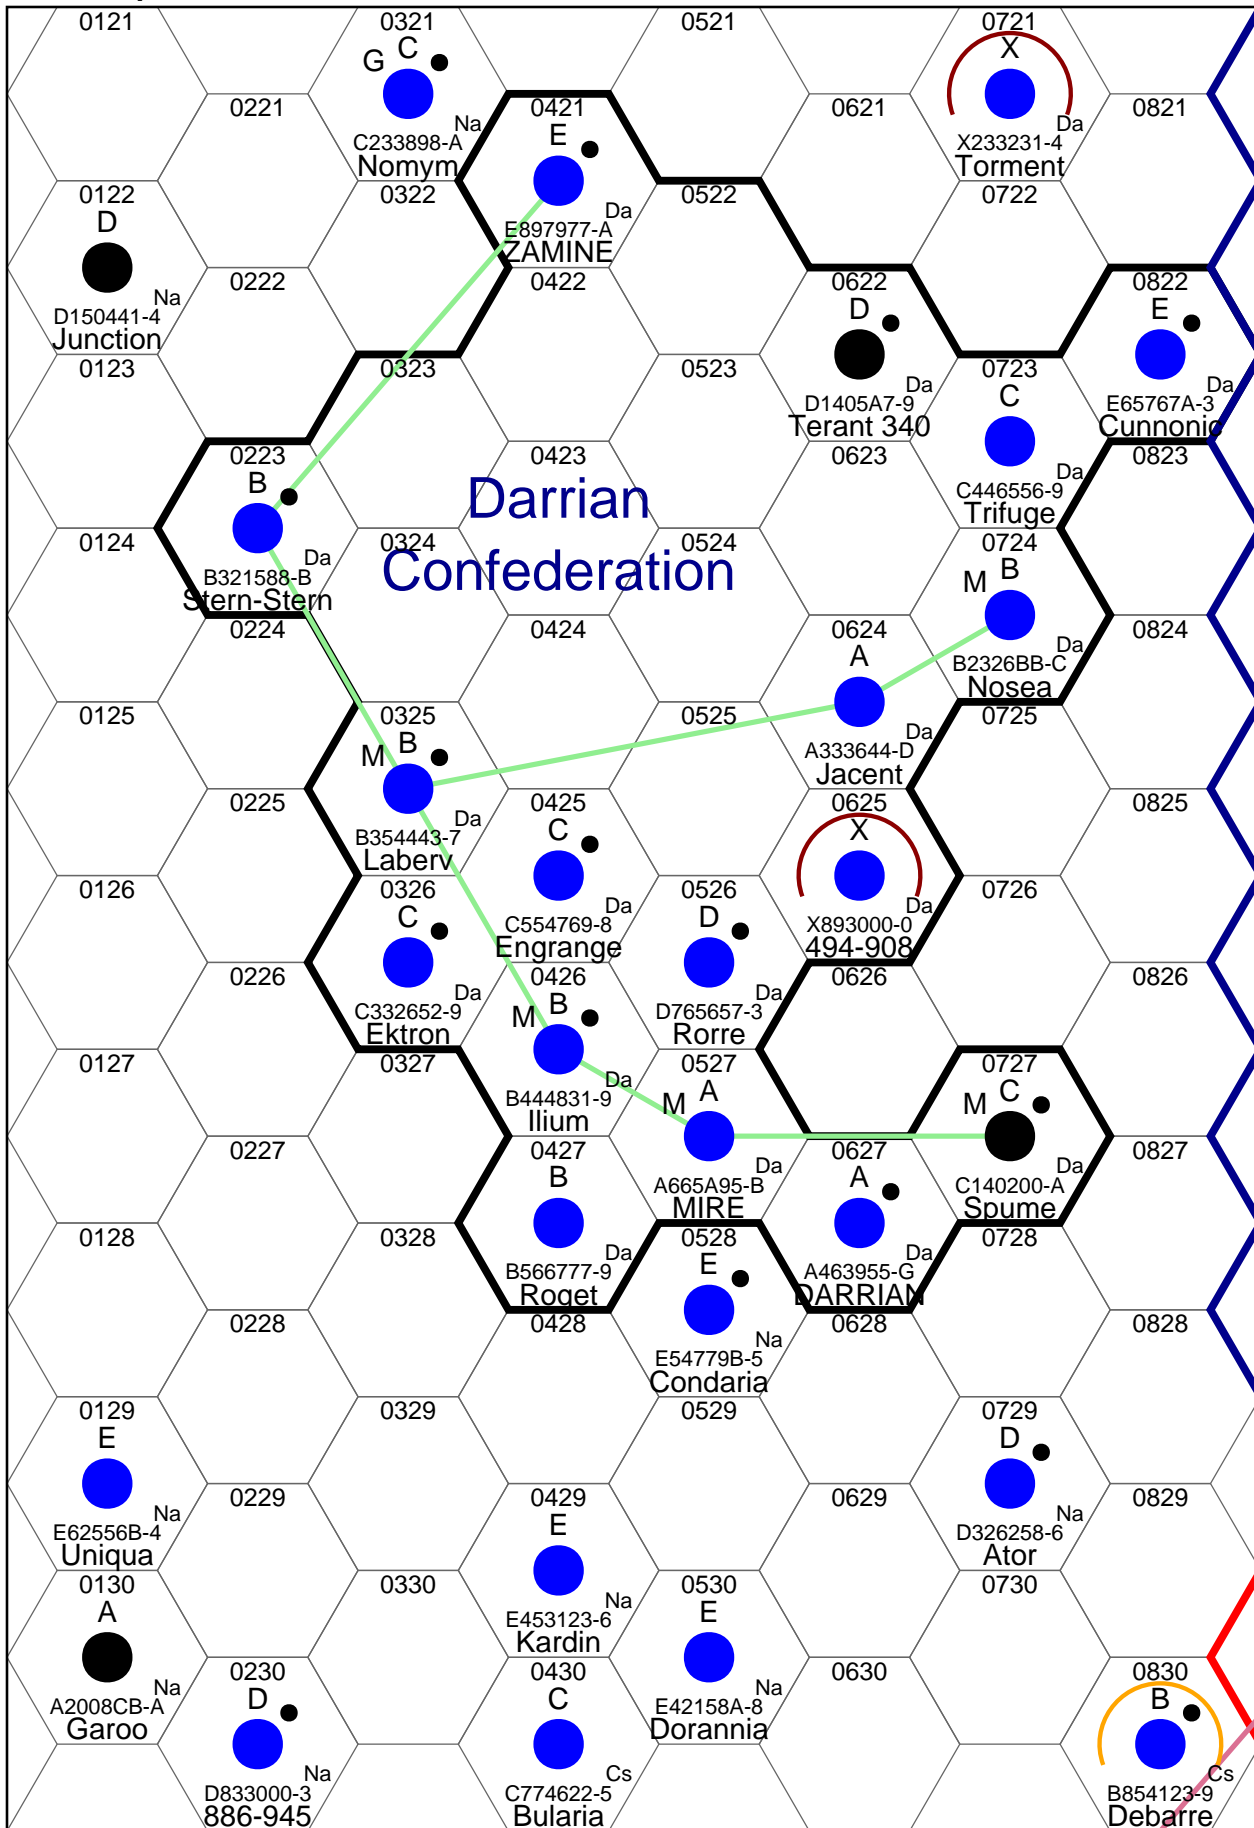 0121
0321
G C
C233898-A Na
Nomym
0521
0721
X
X233231-4 Da
Torment
0221
0421
E
E897977-A Da
ZAMINE
0621
0821
0122
D
D150441-4 Na
Junction
0322
0522
0722
0222
0422
0622
D
D1405A7-9 Da
Terant 340
0822
E
E65767A-3 Da
Cunnonic
0123
0323
0523
0723
C
C446556-9 Da
Trifuge
0223
B
B321588-B Da
Stern-Stern
0423
0623
0823
Darrian
Confederation
0124
0324
0524
0724
M B
B2326BB-C Da
Nosea
0224
0424
0624
A
A333644-D Da
Jacent
0824
0125
0325
M B
B354443-7 Da
Laberv
0525
0725
0225
0425
C
C554769-8 Da
Engrange
0625
X
X893000-0 Da
494-908
0825
0126
0326
C
C332652-9 Da
Ektron
0526
D
D765657-3 Da
Rorre
0726
0226
0426
M B
B444831-9 Da
Ilium
0626
0826
0127
0327
0527
M A
A665A95-B Da
MIRE
0727
M C
C140200-A Da
Spume
0227
0427
B
B566777-9 Da
Roget
0627
A
A463955-G Da
DARRIAN
0827
0128
0328
0528
E
E54779B-5 Na
Condaria
0728
0228
0428
0628
0828
0129
E
E62556B-4 Na
Uniqua
0329
0529
0729
D
D326258-6 Na
Ator
0229
0429
E
E453123-6 Na
Kardin
0629
0829
0130
A
A2008CB-A Na
Garoo
0330
0530
E
E42158A-8 Na
Dorannia
0730
0230
D
D833000-3 Na
886-945
0430
C
C774622-5 Cs
Bularia
0630
0830
B
B854123-9 Cs
Debarre